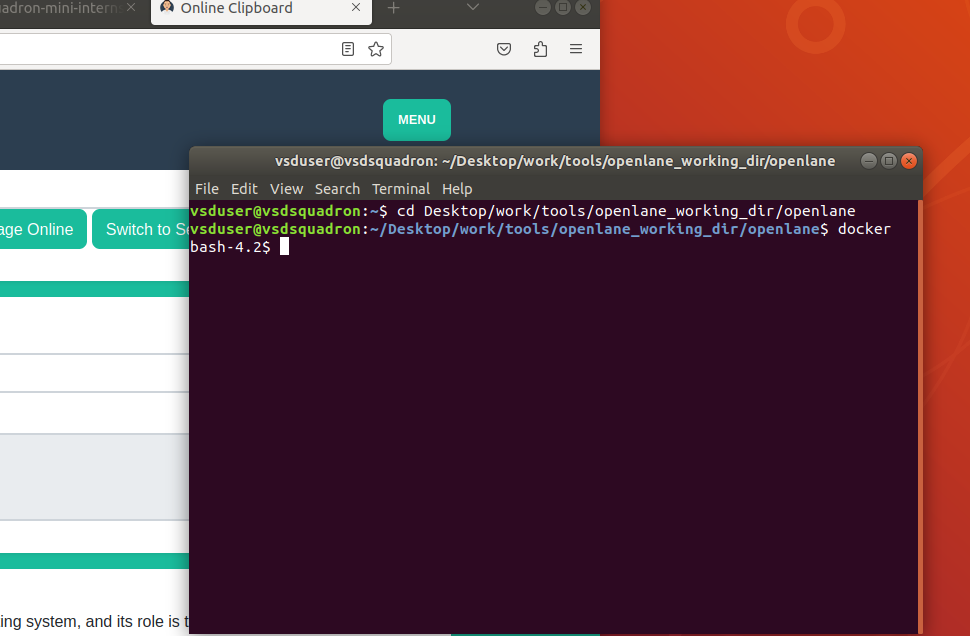 uadron-mini-intern
Online Clipboard
MENU
age Online
Switch to Se
ing system, and its role is t
vsduser@vsdsquadron: ~/Desktop/work/tools/openlane_working_dir/openlane
File Edit View Search Terminal Help
vsduser@vsdsquadron:~$ cd Desktop/work/tools/openlane_working_dir/openlane
vsduser@vsdsquadron:~/Desktop/work/tools/openlane_working_dir/openlane$ docker
bash-4.2$